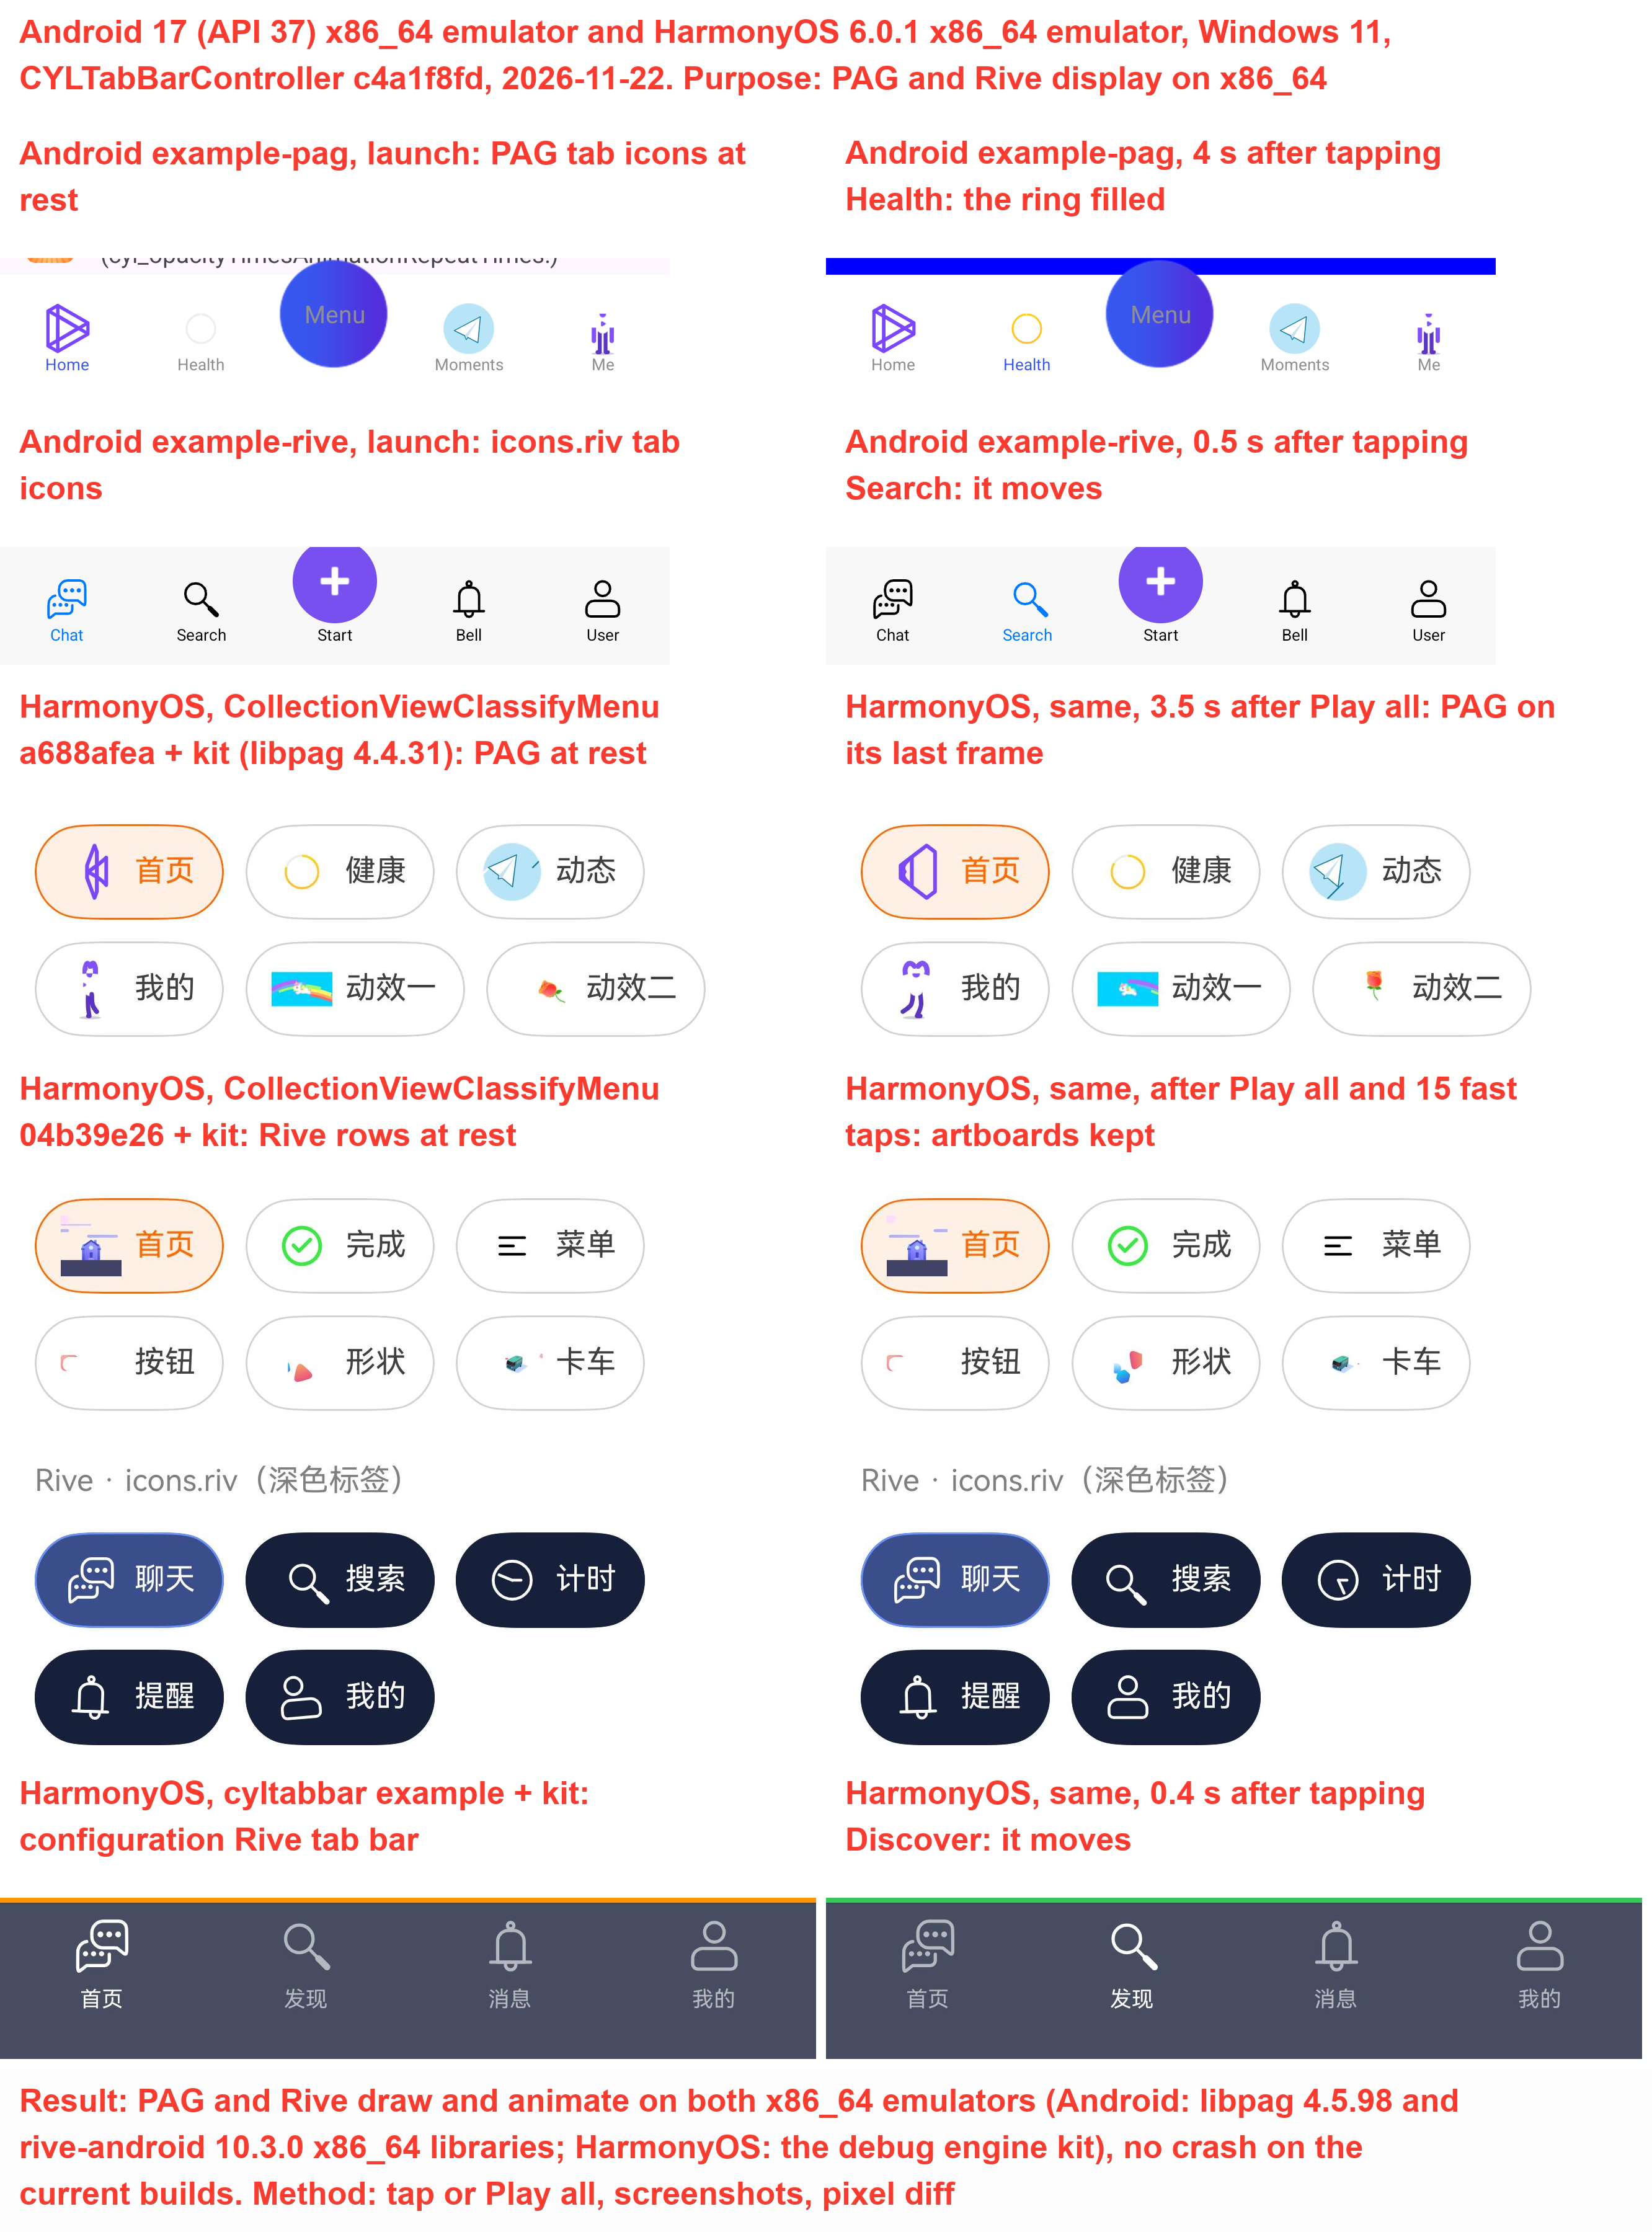 Android 17 (API 37) x86_64 emulator and HarmonyOS 6.0.1 x86_64 emulator, Windows 11,
CYLTabBarController c4a1f8fd, 2026-11-22. Purpose: PAG and Rive display on x86_64
Android example-pag, launch: PAG tab icons at
rest
Android example-pag, 4 s after tapping
Health: the ring filled
(cyl_opacityTimesAnimationRepeatTimes:)
Home
Health
Menu
Moments
Me
Home
Health
Menu
Moments
Me
Android example-rive, launch: icons.riv tab
icons
Android example-rive, 0.5 s after tapping
Search: it moves
Chat
Search
Start
Bell
User
Chat
Search
Start
Bell
User
HarmonyOS, CollectionViewClassifyMenu
a688afea + kit (libpag 4.4.31): PAG at rest
HarmonyOS, same, 3.5 s after Play all: PAG on
its last frame
首页
健康
动态
我的
动效一
动效二
首页
健康
动态
我的
动效一
动效二
HarmonyOS, CollectionViewClassifyMenu
04b39e26 + kit: Rive rows at rest
HarmonyOS, same, after Play all and 15 fast
taps: artboards kept
首页
完成
菜单
按钮
形状
卡车
Rive · icons.riv（深色标签）
聊天
搜索
计时
提醒
我的
首页
完成
菜单
按钮
形状
卡车
Rive · icons.riv（深色标签）
聊天
搜索
计时
提醒
我的
HarmonyOS, cyltabbar example + kit:
configuration Rive tab bar
HarmonyOS, same, 0.4 s after tapping
Discover: it moves
首页
发现
消息
我的
首页
发现
消息
我的
Result: PAG and Rive draw and animate on both x86_64 emulators (Android: libpag 4.5.98 and
rive-android 10.3.0 x86_64 libraries; HarmonyOS: the debug engine kit), no crash on the
current builds. Method: tap or Play all, screenshots, pixel diff